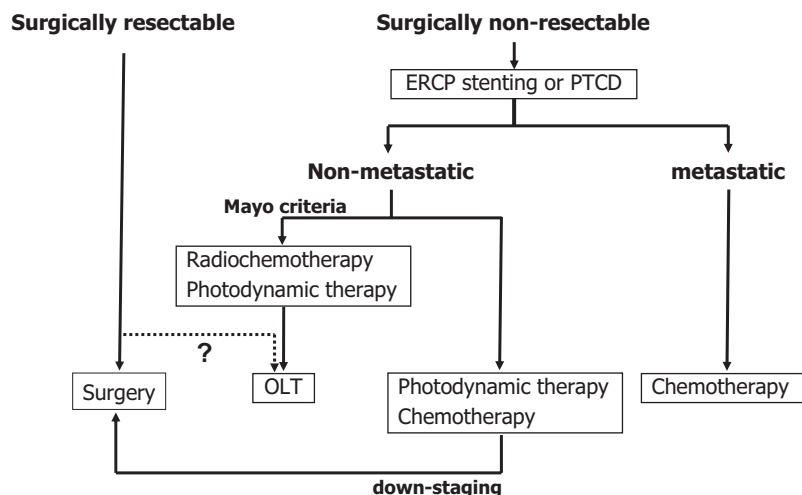 Surgically resectable
Surgically non-resectable
ERCP stenting or PTCD
Non-metastatic
metastatic
Mayo criteria
Radiochemotherapy
Photodynamic therapy
?
Surgery
OLT
Photodynamic therapy
Chemotherapy
Chemotherapy
down-staging